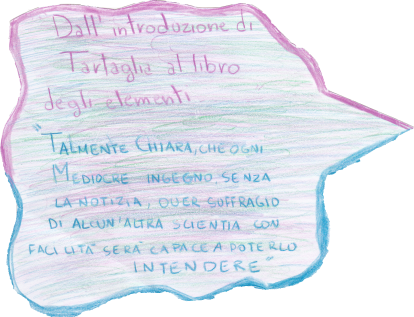 Dall'introduzione di
Tartaglia al libro
degli elementi
"TALMENTE CHIARA, CHE OGNI
MEDIOCRE INGEGNO, SENZA
LA NOTIZIA, OVER SUFFRAGIO
DI ALCUN'ALTRA SCIENTIA CON
FACILITÀ SERÀ CAPACE A POTERLO
INTENDERE"